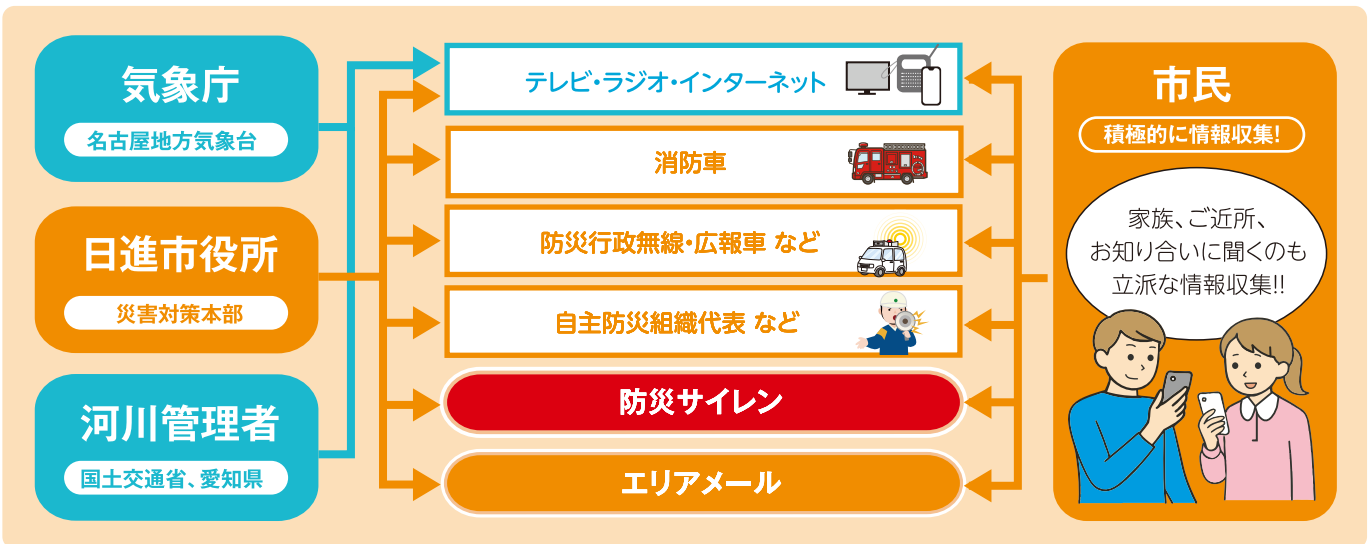 気象庁
名古屋地方気象台
日進市役所
災害対策本部
河川管理者
国土交通省、愛知県
テレビ・ラジオ・インターネット
消防車
防災行政無線・広報車 など
自主防災組織代表 など
防災サイレン
エリアメール
市民
積極的に情報収集!
家族、ご近所、
お知り合いに聞くのも
立派な情報収集!!